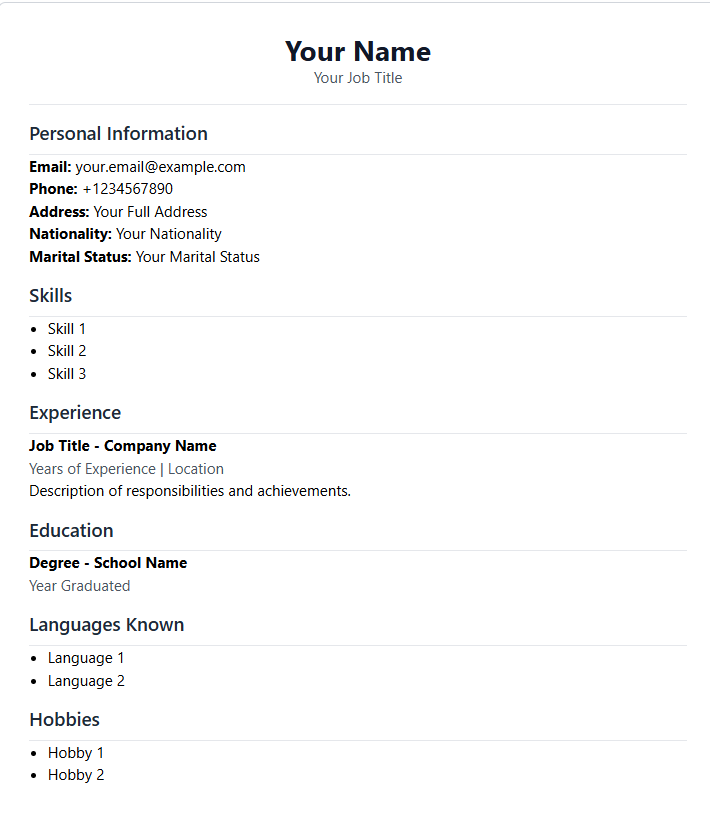 Your Name
Your Job Title
Personal Information
Email: your.email@example.com
Phone: +1234567890
Address: Your Full Address
Nationality: Your Nationality
Marital Status: Your Marital Status
Skills
• Skill 1
• Skill 2
• Skill 3
Experience
Job Title - Company Name
Years of Experience | Location
Description of responsibilities and achievements.
Education
Degree - School Name
Year Graduated
Languages Known
• Language 1
• Language 2
Hobbies
• Hobby 1
• Hobby 2